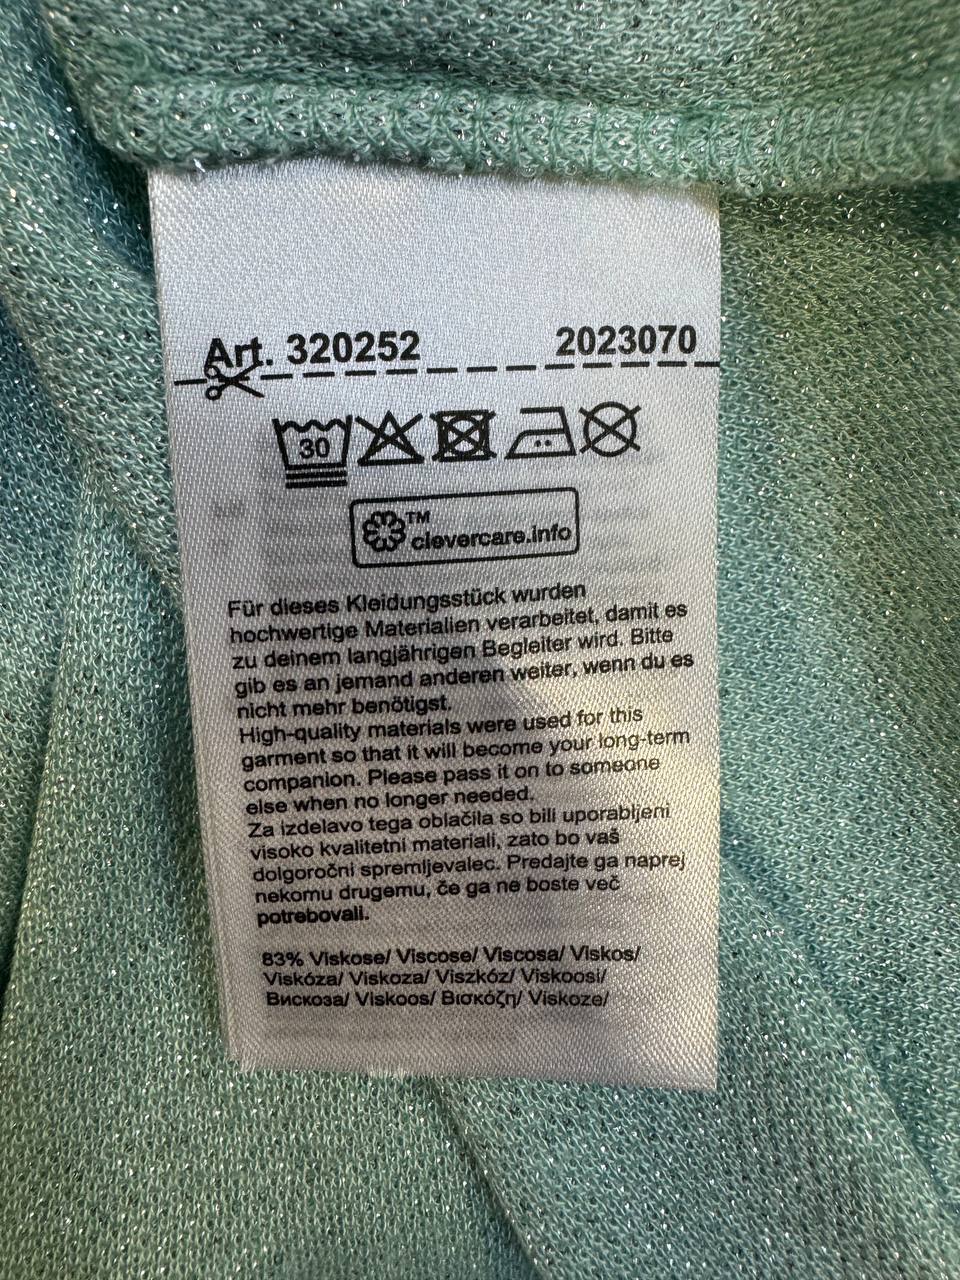 Art. 320252 2023070
30
TM
clevercare.info
Für dieses Kleidungsstück wurden
hochwertige Materialien verarbeitet, damit es
zu deinem langjährigen Begleiter wird. Bitte
gib es an jemand anderen weiter, wenn du es
nicht mehr benötigst.
High-quality materials were used for this
garment so that it will become your long-term
companion. Please pass it on to someone
else when no longer needed.
Za izdelavo tega oblačila so bili uporabljeni
visoko kvalitetni materiali, zato bo vaš
dolgoročni spremljevalec. Predajte ga naprej
nekomu drugemu, če ga ne boste več
potrebovali.
83% Viskose/ Viscose/ Viscosa/ Viskos/
Viskóza/ Viskoza/ Viszkóz/ Viskoosi/
Вискоза/ Viskoos/ Βισκόζη/ Viskoze/